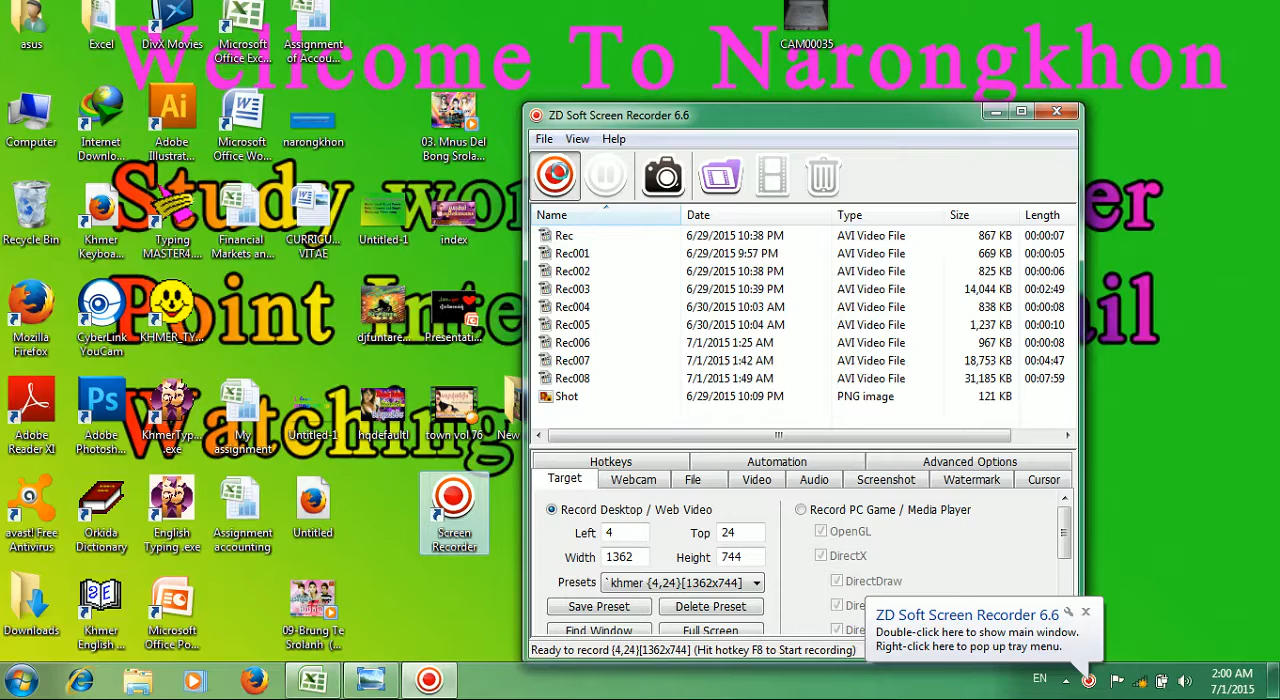 Wellcome To Narongkhon
asus
Excel
DivX Movies
Microsoft
Office Exc...
Assignment
of Accou...
CAM00035
Computer
Internet
Downlo...
Adobe
Illustrat...
Microsoft
Office Wo...
narongkhon
03. Mnus Del
Bong Srola...
Recycle Bin
Khmer
Keyboa...
Typing
MASTER4...
Financial
Markets an...
CURRICU...
VITAE
Untitled-1
index
Mozilla
Firefox
CyberLink
YouCam
KHMER_TY...
djfuntare...
Presentati...
Adobe
Reader XI
Adobe
Photosh...
KhmerTyp...
.exe
My
assignment
Untitled-1
hqdefaultl
town vol 76
New
avast! Free
Antivirus
Orkida
Dictionary
English
Typing .exe
Assignment
accounting
Untitled
Screen
Recorder
Downloads
Khmer
English ...
Microsoft
Office Po...
09-Brung Te
Srolanh (...
Study
Point
Watching
ZD Soft Screen Recorder 6.6
File View Help
Name Date Type Size Length
Rec 6/29/2015 10:38 PM AVI Video File 867 KB 00:00:07
Rec001 6/29/2015 9:57 PM AVI Video File 669 KB 00:00:05
Rec002 6/29/2015 10:38 PM AVI Video File 825 KB 00:00:06
Rec003 6/29/2015 10:39 PM AVI Video File 14,044 KB 00:02:49
Rec004 6/30/2015 10:03 AM AVI Video File 838 KB 00:00:08
Rec005 6/30/2015 10:04 AM AVI Video File 1,237 KB 00:00:10
Rec006 7/1/2015 1:25 AM AVI Video File 967 KB 00:00:08
Rec007 7/1/2015 1:42 AM AVI Video File 18,753 KB 00:04:47
Rec008 7/1/2015 1:49 AM AVI Video File 31,185 KB 00:07:59
Shot 6/29/2015 10:09 PM PNG image 121 KB
Hotkeys Automation Advanced Options
Target Webcam File Video Audio Screenshot Watermark Cursor
Record Desktop / Web Video Record PC Game / Media Player
Left 4 Top 24 OpenGL
Width 1362 Height 744 DirectX
Presets `khmer {4,24}[1362x744] DirectDraw
Save Preset Delete Preset
Find Window Full Screen
Ready to record {4,24}[1362x744] (Hit hotkey F8 to Start recording)
ZD Soft Screen Recorder 6.6
Double-click here to show main window.
Right-click here to pop up tray menu.
EN
2:00 AM
7/1/2015